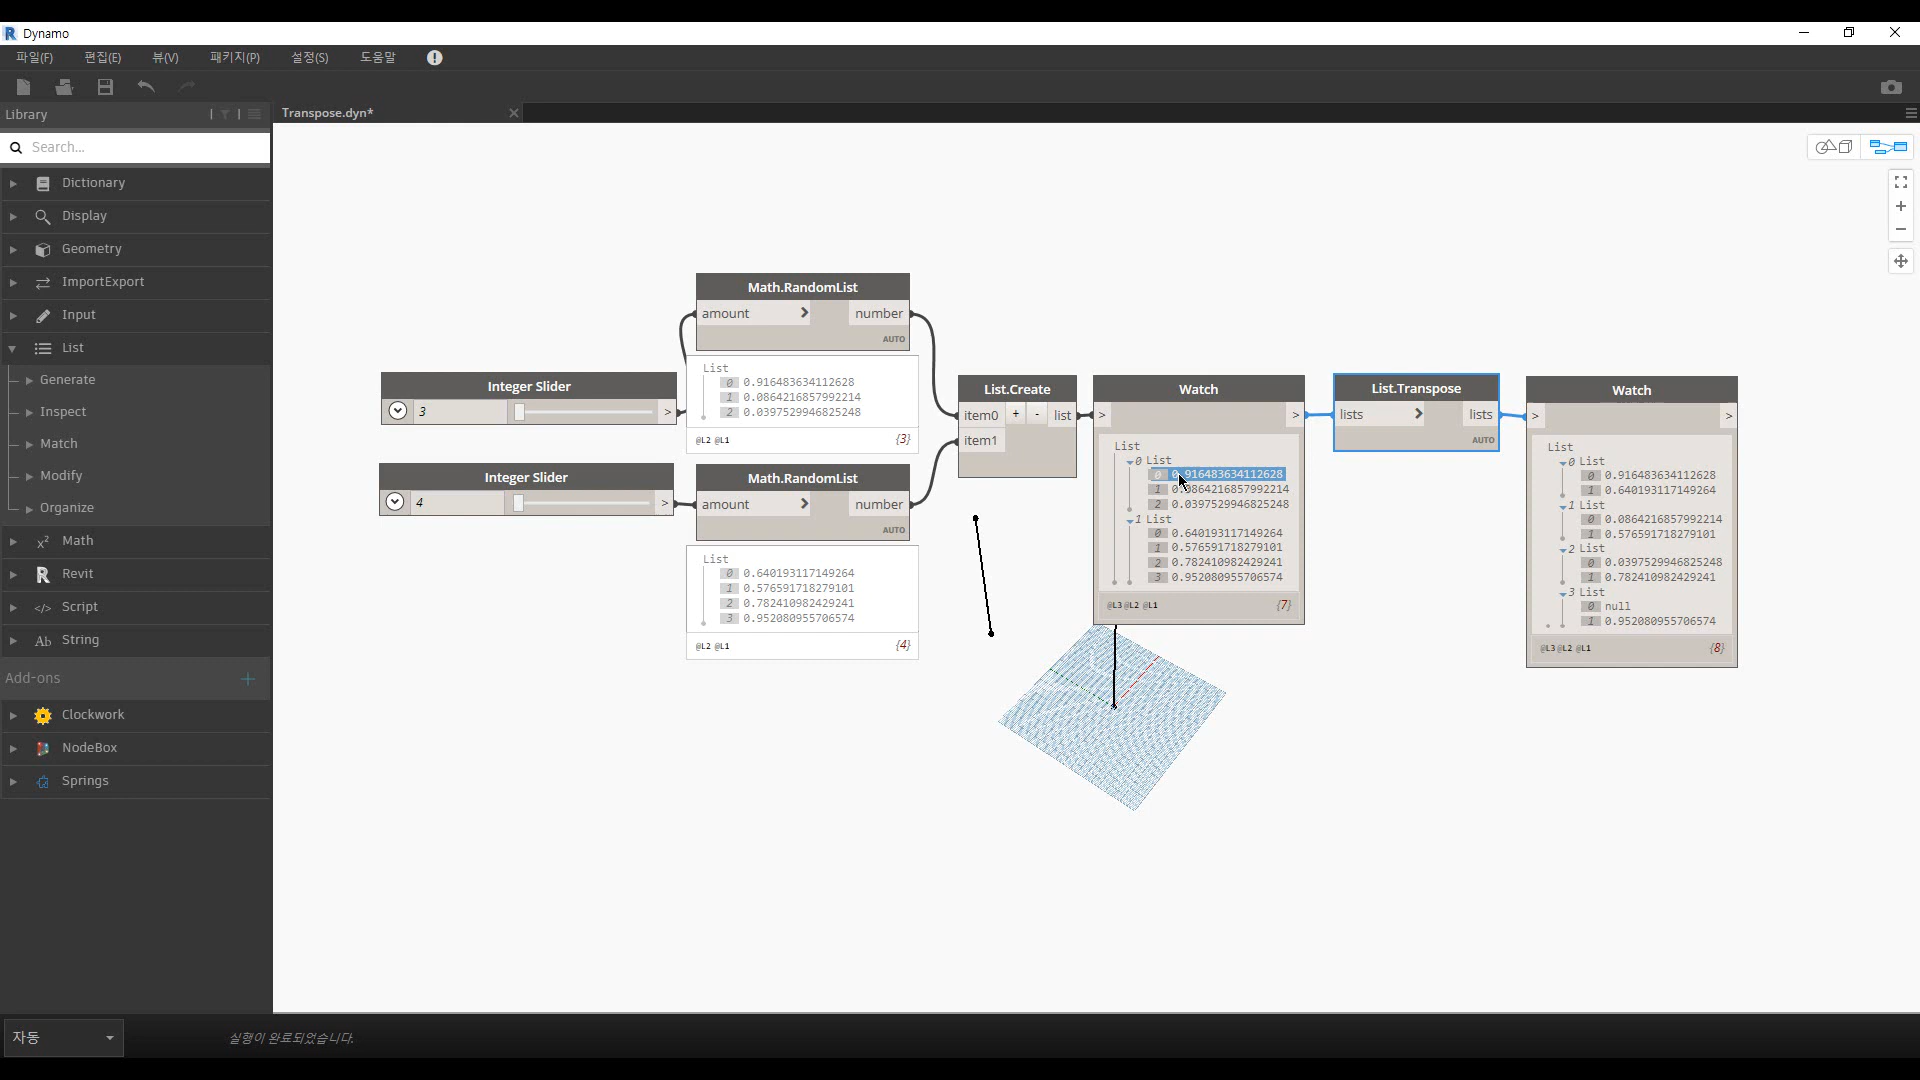 Dynamo
파일(F) 편집(E) 뷰(V) 패키지(P) 설정(S) 도움말
Library
Transpose.dyn*
Search...
Dictionary
Display
Geometry
ImportExport
Input
List
Generate
Inspect
Match
Modify
Organize
Math
Revit
Script
String
Add-ons
Clockwork
NodeBox
Springs
Integer Slider
3
>
Integer Slider
4
>
Math.RandomList
amount > number
AUTO
List
0 0.916483634112628
1 0.0864216857992214
2 0.0397529946825248
@L2 @L1 {3}
Math.RandomList
amount > number
AUTO
List
0 0.640193117149264
1 0.576591718279101
2 0.782410982429241
3 0.952080955706574
@L2 @L1 {4}
List.Create
item0 + - list
item1
Watch
> >
List
0 List
0 0.916483634112628
1 0.0864216857992214
2 0.0397529946825248
1 List
0 0.640193117149264
1 0.576591718279101
2 0.782410982429241
3 0.952080955706574
@L3 @L2 @L1 {7}
List.Transpose
lists > lists
AUTO
Watch
> >
List
0 List
0 0.916483634112628
1 0.640193117149264
1 List
0 0.0864216857992214
1 0.576591718279101
2 List
0 0.0397529946825248
1 0.782410982429241
3 List
0 null
1 0.952080955706574
@L3 @L2 @L1 {8}
자동
실행이 완료되었습니다.